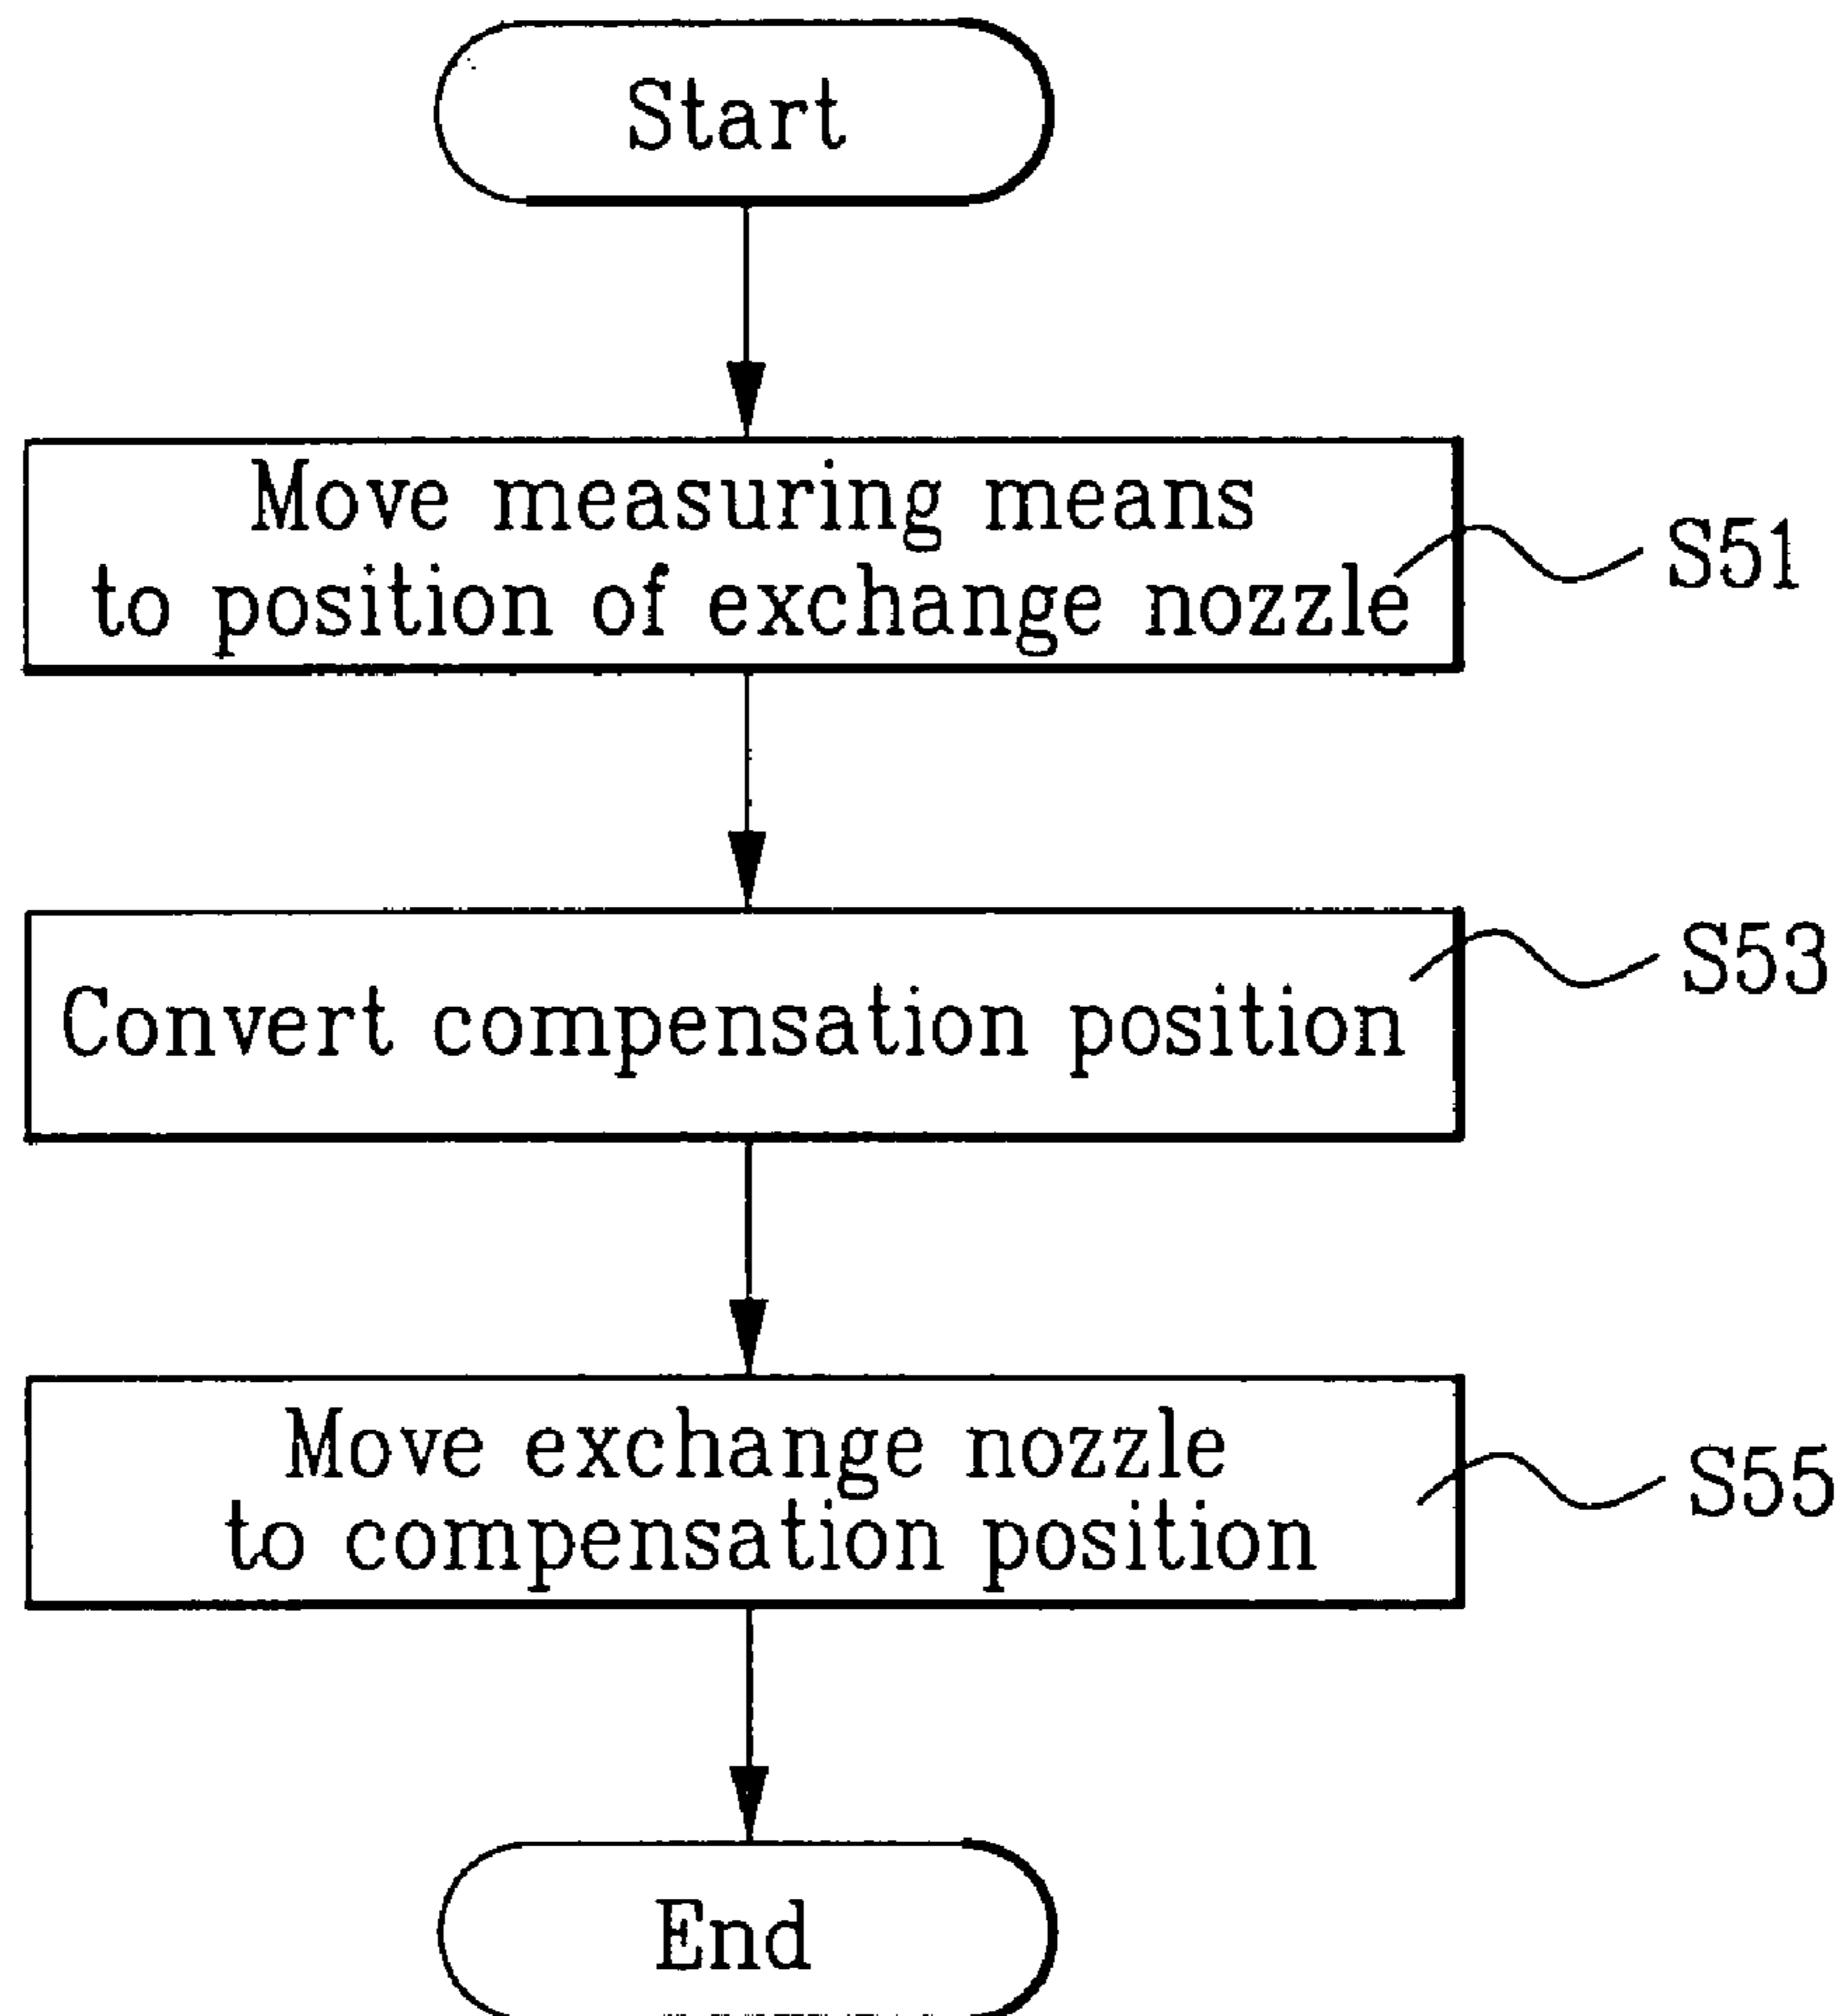 Start
Move measuring means
to position of exchange nozzle
S51
Convert compensation position
S53
Move exchange nozzle
to compensation position
S55
End